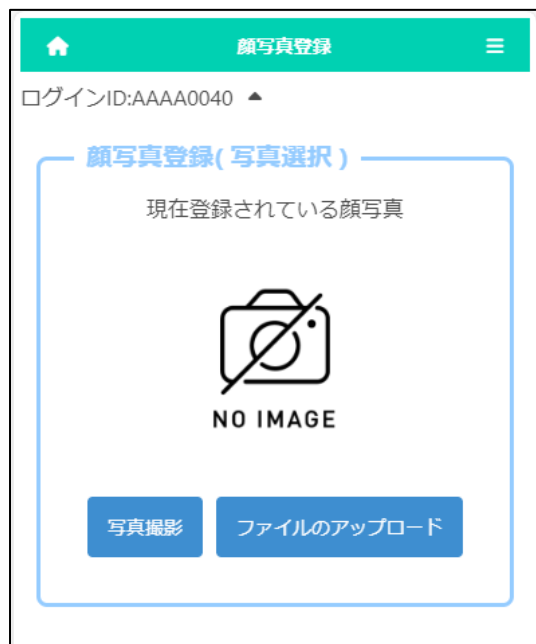 顔写真登録
ログインID:AAAA0040
顔写真登録( 写真選択 )
現在登録されている顔写真
NO IMAGE
写真撮影 ファイルのアップロード